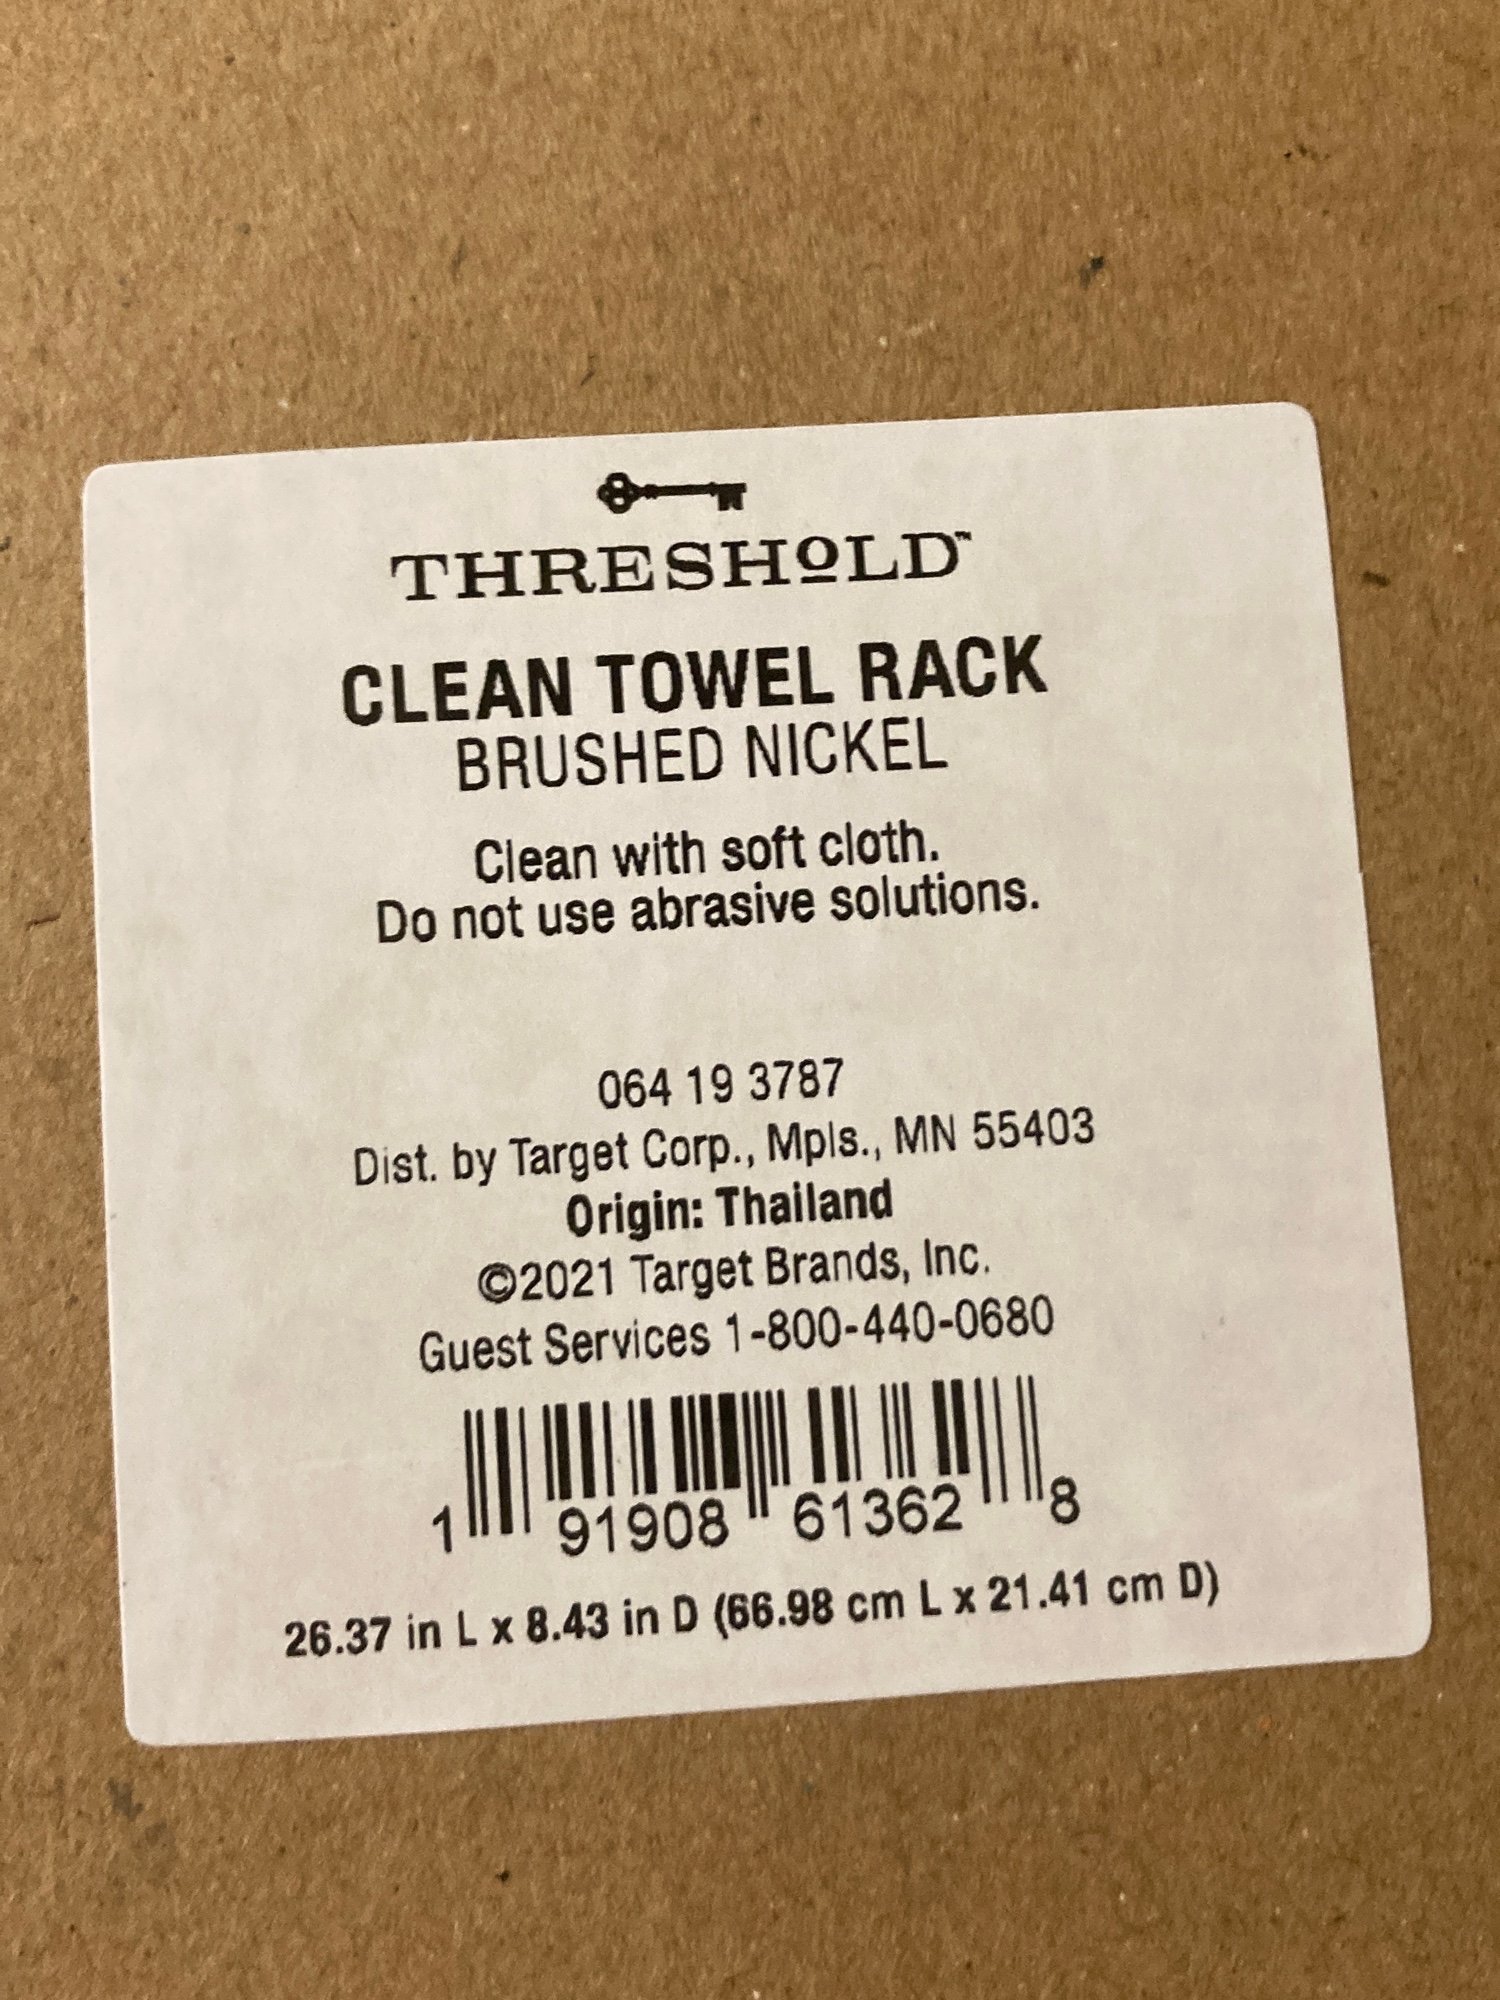 THRESHOLD™
CLEAN TOWEL RACK
BRUSHED NICKEL
Clean with soft cloth.
Do not use abrasive solutions.
064 19 3787
Dist. by Target Corp., Mpls., MN 55403
Origin: Thailand
©2021 Target Brands, Inc.
Guest Services 1-800-440-0680
1 91908 61362 8
26.37 in L x 8.43 in D (66.98 cm L x 21.41 cm D)